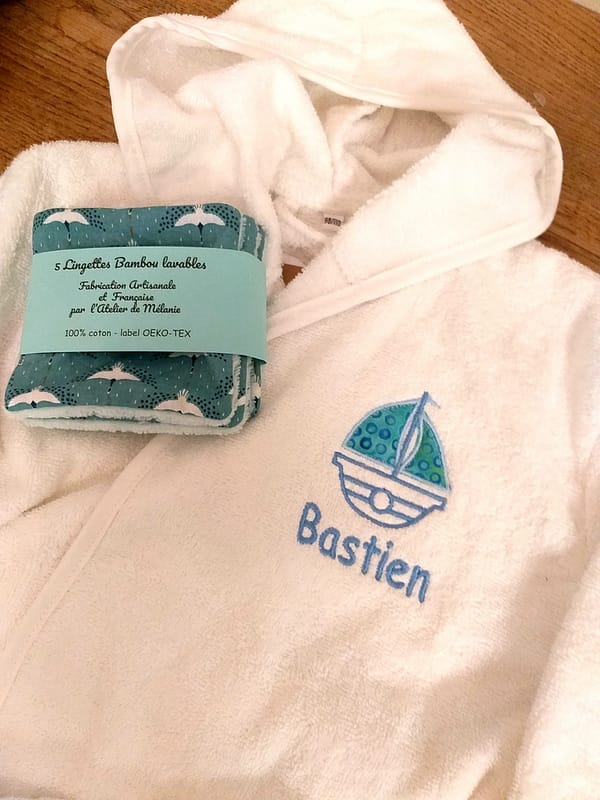 5 Lingettes Bambou lavables
Fabrication Artisanale
et Française
par l'Atelier de Mélanie
100% coton - label OEKO-TEX
Bastien